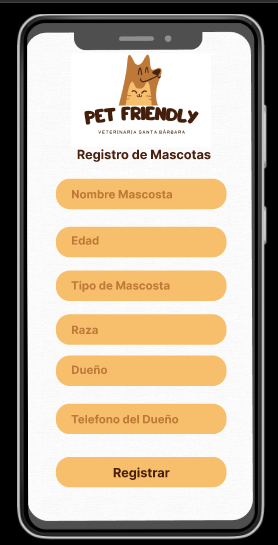 PET FRIENDLY
VETERINARIA SANTA BÁRBARA
Registro de Mascotas
Nombre Mascosta
Edad
Tipo de Mascosta
Raza
Dueño
Telefono del Dueño
Registrar